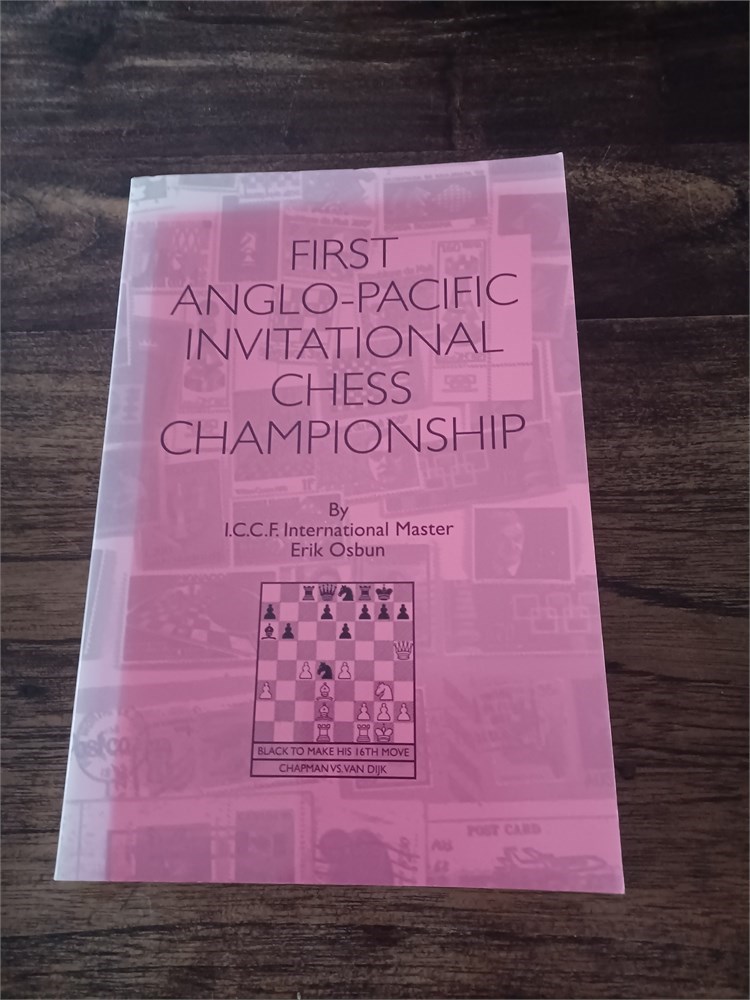 FIRST
ANGLO-PACIFIC
INVITATIONAL
CHESS
CHAMPIONSHIP
By
I.C.C.F. International Master
Erik Osbun
BLACK TO MAKE HIS 16TH MOVE
CHAPMAN VS. VAN DIJK
POST CARD